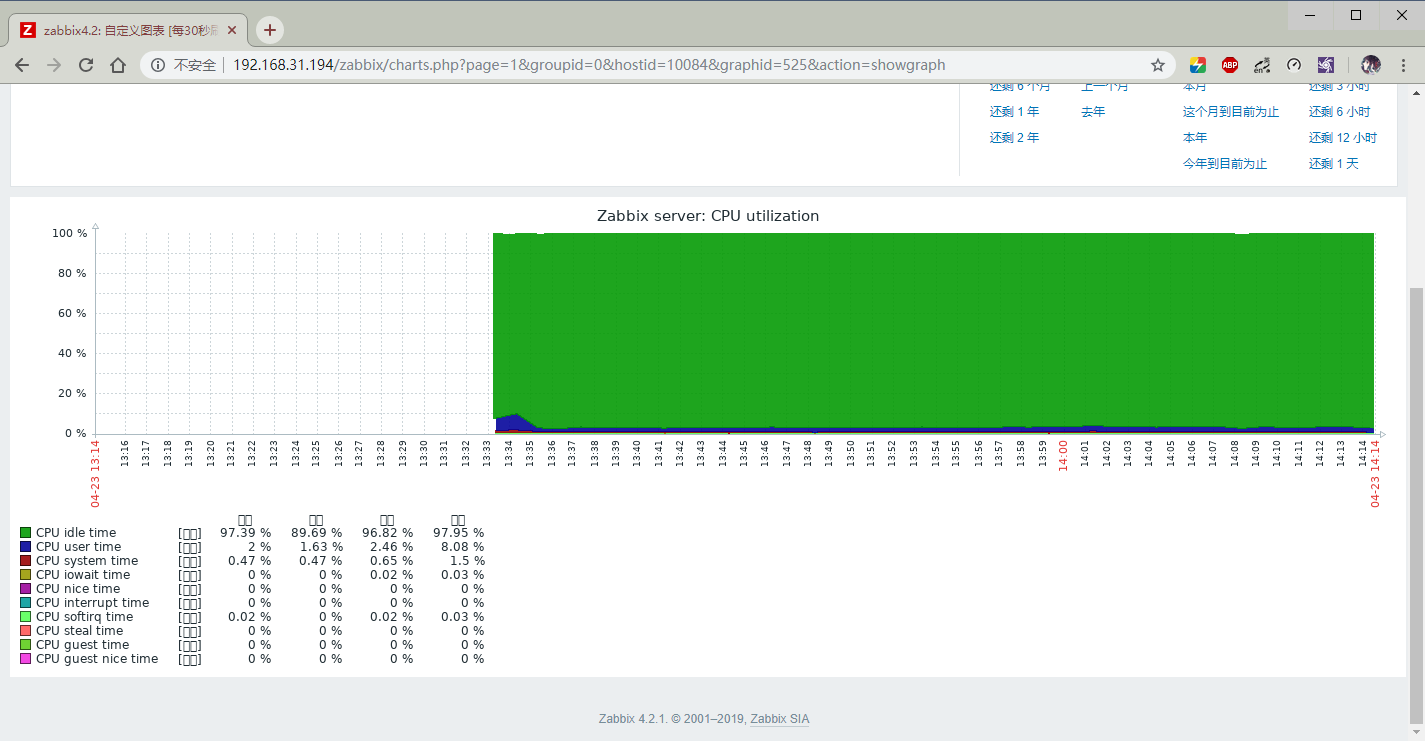 zabbix4.2: 自定义图表 [每30秒刷
不安全 | 192.168.31.194/zabbix/charts.php?page=1&groupid=0&hostid=10084&graphid=525&action=showgraph
ABP
en
还剩 6 个月 上一个月 本月 还剩 3 小时
还剩 1 年 去年 这个月到目前为止 还剩 6 小时
还剩 2 年 本年 还剩 12 小时
今年到目前为止 还剩 1 天
Zabbix server: CPU utilization
100 %
80 %
60 %
40 %
20 %
0 %
04-23 13:14 13:16 13:17 13:18 13:19 13:20 13:21 13:22 13:23 13:24 13:25 13:26 13:27 13:28 13:29 13:30 13:31 13:32 13:33 13:34 13:35 13:36 13:37 13:38 13:39 13:40 13:41 13:42 13:43 13:44 13:45 13:46 13:47 13:48 13:49 13:50 13:51 13:52 13:53 13:54 13:55 13:56 13:57 13:58 13:59 14:00 14:01 14:02 14:03 14:04 14:05 14:06 14:07 14:08 14:09 14:10 14:11 14:12 14:13 14:14 04-23 14:14
□□ □□ □□ □□
CPU idle time [□□] 97.39 % 89.69 % 96.82 % 97.95 %
CPU user time [□□] 2 % 1.63 % 2.46 % 8.08 %
CPU system time [□□] 0.47 % 0.47 % 0.65 % 1.5 %
CPU iowait time [□□] 0 % 0 % 0.02 % 0.03 %
CPU nice time [□□] 0 % 0 % 0 % 0 %
CPU interrupt time [□□] 0 % 0 % 0 % 0 %
CPU softirq time [□□] 0.02 % 0 % 0.02 % 0.03 %
CPU steal time [□□] 0 % 0 % 0 % 0 %
CPU guest time [□□] 0 % 0 % 0 % 0 %
CPU guest nice time [□□] 0 % 0 % 0 % 0 %
Zabbix 4.2.1. © 2001–2019, Zabbix SIA